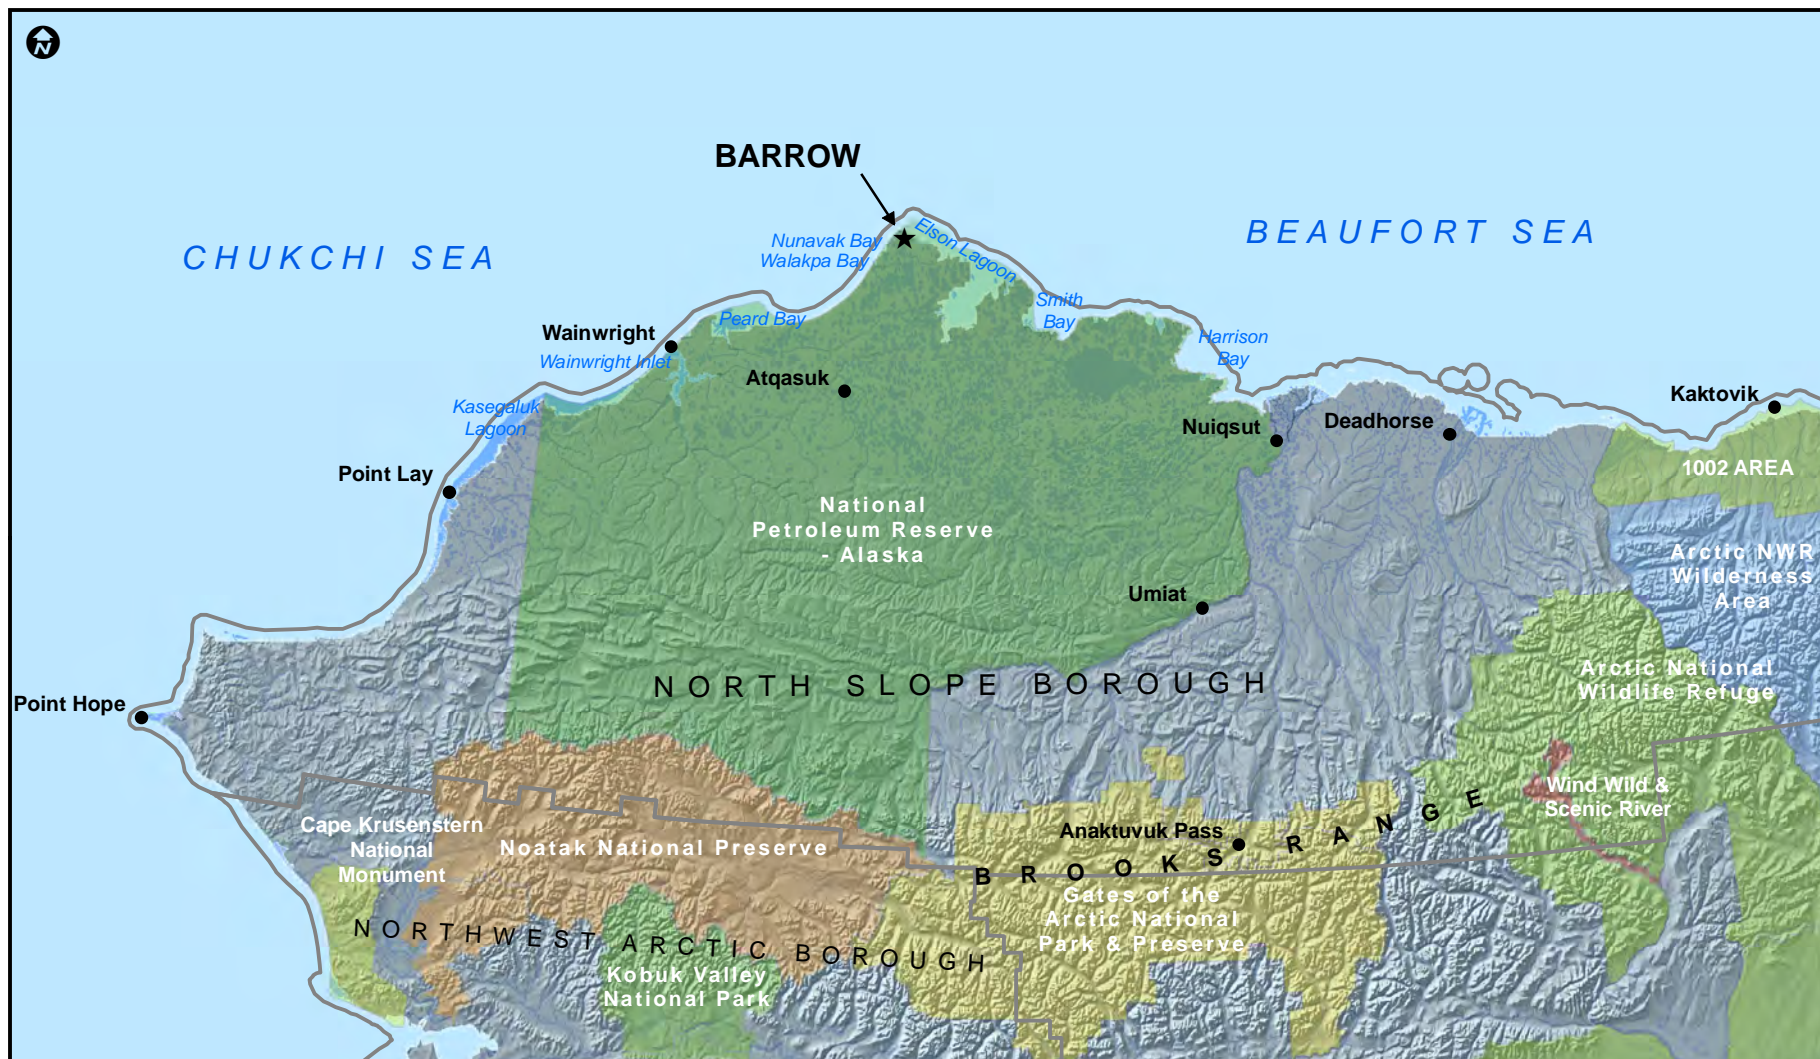 N
BARROW
CHUKCHI SEA
BEAUFORT SEA
Nunavak Bay
Walakpa Bay
Elson Lagoon
Smith
Bay
Peard Bay
Harrison
Bay
Wainwright
Wainwright Inlet
Atqasuk
Kasegaluk
Lagoon
Kaktovik
Nuiqsut
Deadhorse
Point Lay
1002 AREA
National
Petroleum Reserve
- Alaska
Arctic NWR
Wilderness
Area
Umiat
NORTH SLOPE BOROUGH
Arctic National
Wildlife Refuge
Point Hope
Wind Wild &
Scenic River
Cape Krusenstern
National
Monument
Noatak National Preserve
Anaktuvuk Pass
BROOKS RANGE
Gates of the
Arctic National
Park & Preserve
NORTHWEST ARCTIC BOROUGH
Kobuk Valley
National Park